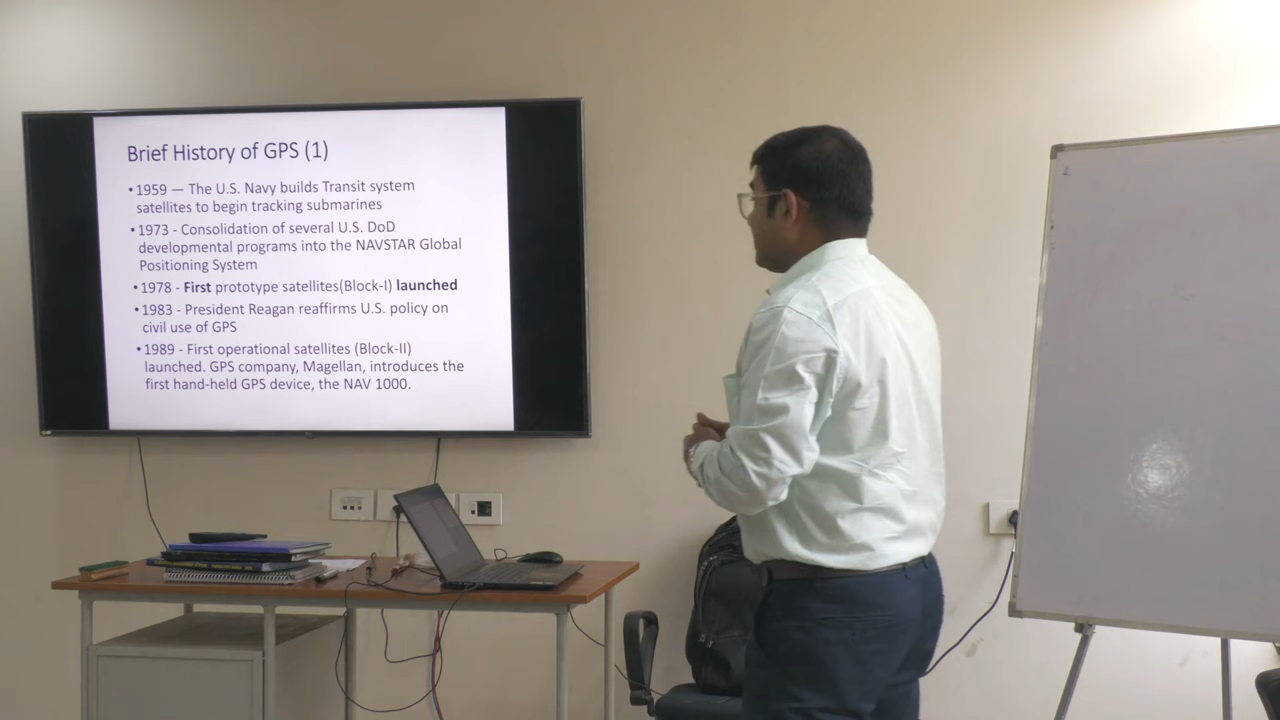 Brief History of GPS (1)
• 1959 — The U.S. Navy builds Transit system
satellites to begin tracking submarines
• 1973 - Consolidation of several U.S. DoD
developmental programs into the NAVSTAR Global
Positioning System
• 1978 - First prototype satellites(Block-I) launched
• 1983 - President Reagan reaffirms U.S. policy on
civil use of GPS
• 1989 - First operational satellites (Block-II)
launched. GPS company, Magellan, introduces the
first hand-held GPS device, the NAV 1000.